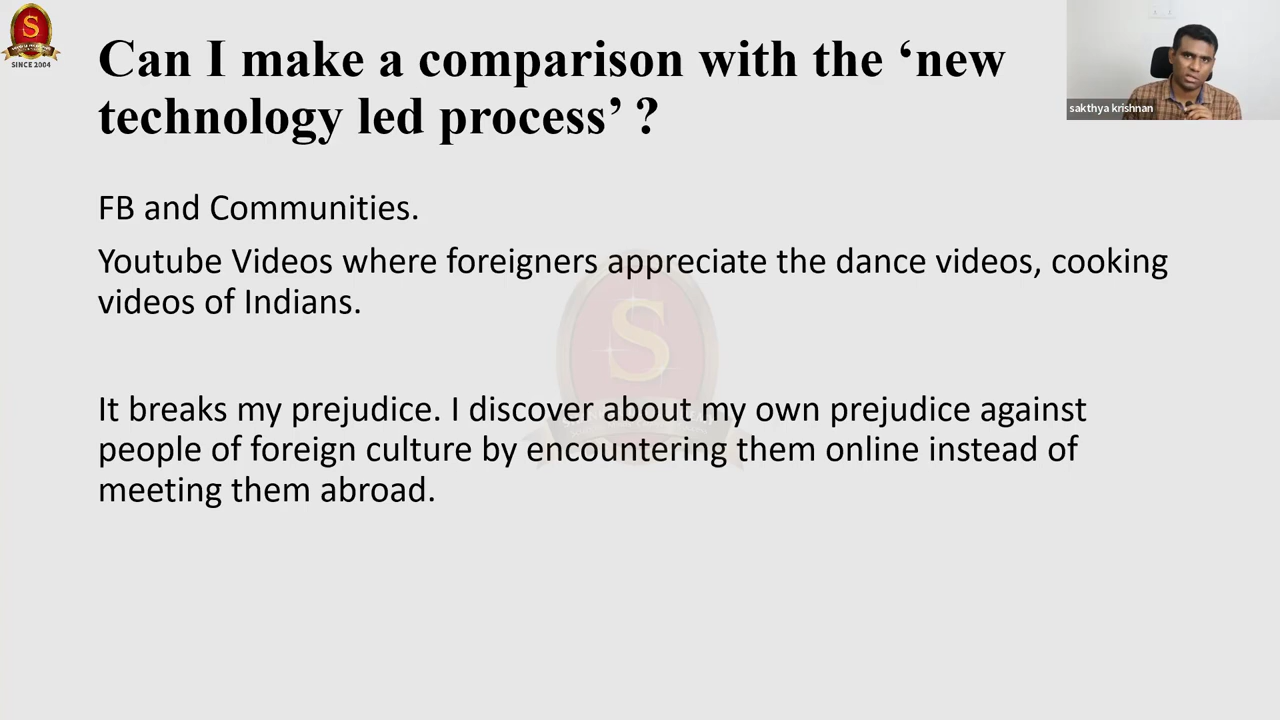 S
SINCE 2004
Can I make a comparison with the ‘new
technology led process’ ?
sakthya krishnan
FB and Communities.
Youtube Videos where foreigners appreciate the dance videos, cooking
videos of Indians.
S
It breaks my prejudice. I discover about my own prejudice against
people of foreign culture by encountering them online instead of
meeting them abroad.